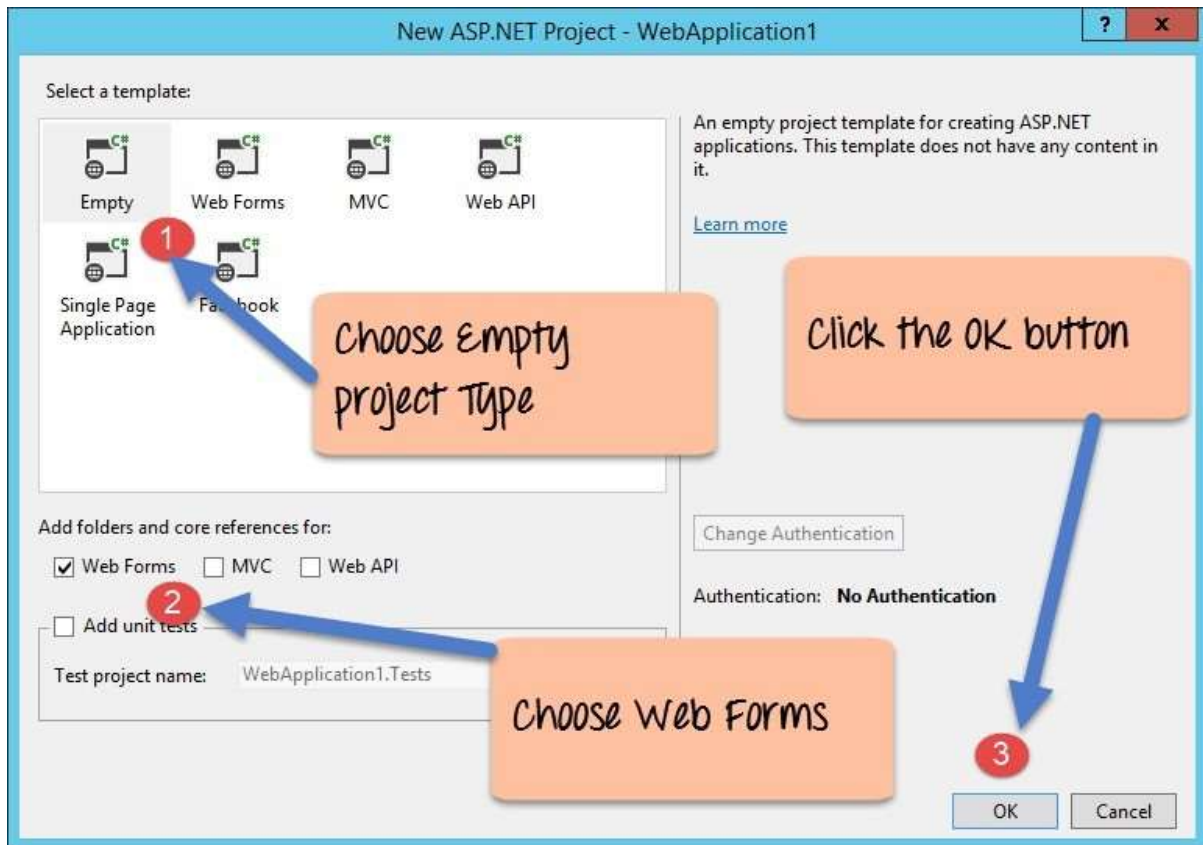 New ASP.NET Project - WebApplication1
? x
Select a template:
An empty project template for creating ASP.NET
applications. This template does not have any content in
it.
Learn more
C# C# C# C#
Empty Web Forms MVC Web API
1
C# C#
Single Page
Application
Choose Empty
project Type
Click the OK button
Add folders and core references for:
Web Forms MVC Web API
2
Add unit tests
Test project name: WebApplication1.Tests
Choose Web Forms
Change Authentication
Authentication: No Authentication
3
OK Cancel